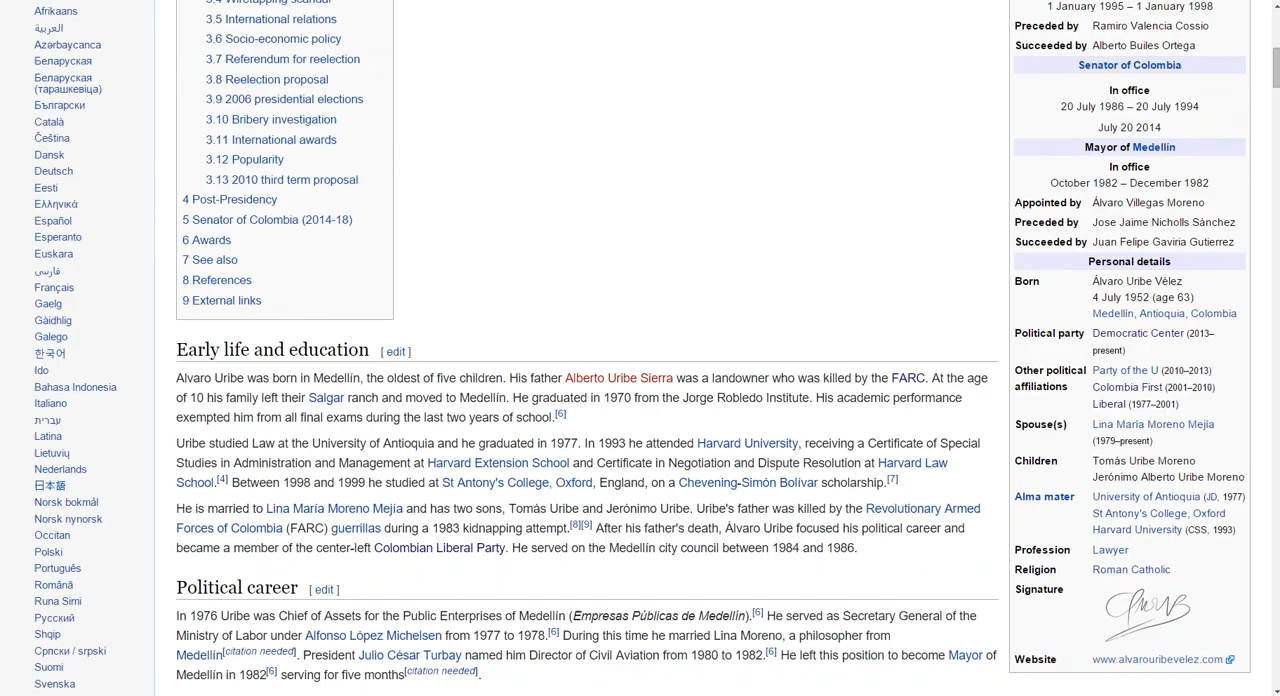 Afrikaans
العربية
Azərbaycanca
Беларуская
Беларуская
(тарашкевіца)
Български
Català
Čeština
Dansk
Deutsch
Eesti
Ελληνικά
Español
Esperanto
Euskara
فارسی
Français
Gaelg
Gàidhlig
Galego
한국어
Ido
Bahasa Indonesia
Italiano
עברית
Latina
Lietuvių
Nederlands
日本語
Norsk bokmål
Norsk nynorsk
Occitan
Polski
Português
Română
Runa Simi
Русский
Shqip
Српски / srpski
Suomi
Svenska
3.4 Wiretapping scandal
3.5 International relations
3.6 Socio-economic policy
3.7 Referendum for reelection
3.8 Reelection proposal
3.9 2006 presidential elections
3.10 Bribery investigation
3.11 International awards
3.12 Popularity
3.13 2010 third term proposal
4 Post-Presidency
5 Senator of Colombia (2014-18)
6 Awards
7 See also
8 References
9 External links
Early life and education [ edit ]
Alvaro Uribe was born in Medellín, the oldest of five children. His father Alberto Uribe Sierra was a landowner who was killed by the FARC. At the age
of 10 his family left their Salgar ranch and moved to Medellín. He graduated in 1970 from the Jorge Robledo Institute. His academic performance
exempted him from all final exams during the last two years of school.[6]
Uribe studied Law at the University of Antioquia and he graduated in 1977. In 1993 he attended Harvard University, receiving a Certificate of Special
Studies in Administration and Management at Harvard Extension School and Certificate in Negotiation and Dispute Resolution at Harvard Law
School.[4] Between 1998 and 1999 he studied at St Antony's College, Oxford, England, on a Chevening-Simón Bolívar scholarship.[7]
He is married to Lina María Moreno Mejía and has two sons, Tomás Uribe and Jerónimo Uribe. Uribe's father was killed by the Revolutionary Armed
Forces of Colombia (FARC) guerrillas during a 1983 kidnapping attempt.[8][9] After his father's death, Álvaro Uribe focused his political career and
became a member of the center-left Colombian Liberal Party. He served on the Medellín city council between 1984 and 1986.
Political career [ edit ]
In 1976 Uribe was Chief of Assets for the Public Enterprises of Medellín (Empresas Públicas de Medellín).[6] He served as Secretary General of the
Ministry of Labor under Alfonso López Michelsen from 1977 to 1978.[6] During this time he married Lina Moreno, a philosopher from
Medellín[citation needed]. President Julio César Turbay named him Director of Civil Aviation from 1980 to 1982.[6] He left this position to become Mayor of
Medellín in 1982[6] serving for five months[citation needed].
1 January 1995 – 1 January 1998
Preceded by Ramiro Valencia Cossio
Succeeded by Alberto Builes Ortega
Senator of Colombia
In office
20 July 1986 – 20 July 1994
July 20 2014
Mayor of Medellín
In office
October 1982 – December 1982
Appointed by Álvaro Villegas Moreno
Preceded by Jose Jaime Nicholls Sánchez
Succeeded by Juan Felipe Gaviria Gutierrez
Personal details
Born Álvaro Uribe Vélez
4 July 1952 (age 63)
Medellín, Antioquia, Colombia
Political party Democratic Center (2013–
present)
Other political Party of the U (2010–2013)
affiliations Colombia First (2001–2010)
Liberal (1977–2001)
Spouse(s) Lina María Moreno Mejía
(1979–present)
Children Tomás Uribe Moreno
Jerónimo Alberto Uribe Moreno
Alma mater University of Antioquia (JD, 1977)
St Antony's College, Oxford
Harvard University (CSS, 1993)
Profession Lawyer
Religion Roman Catholic
Signature
Website www.alvarouribevelez.com